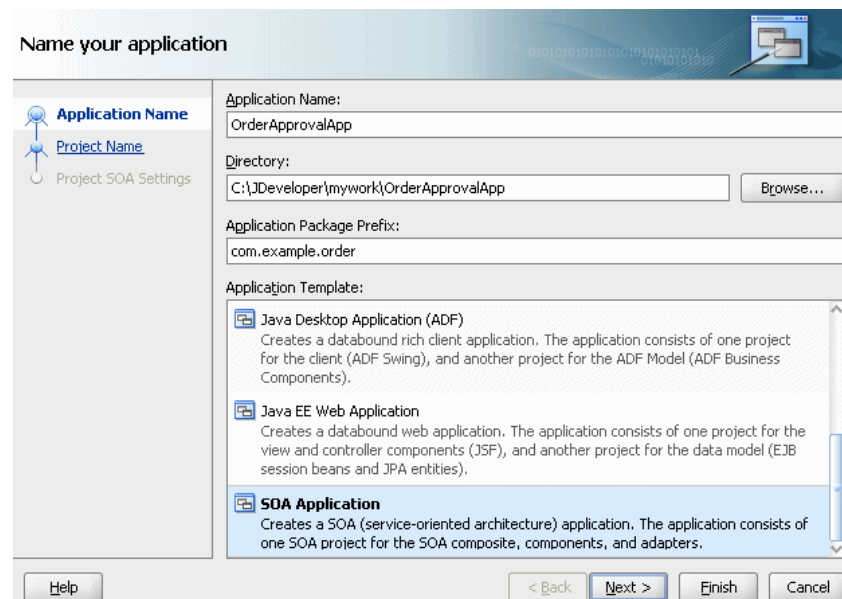 Name your application
Application Name
Project Name
Project SOA Settings
Application Name:
OrderApprovalApp
Directory:
C:\JDeveloper\mywork\OrderApprovalApp
Browse...
Application Package Prefix:
com.example.order
Application Template:
Java Desktop Application (ADF)
Creates a databound rich client application. The application consists of one project
for the client (ADF Swing), and another project for the ADF Model (ADF Business
Components).
Java EE Web Application
Creates a databound web application. The application consists of one project for the
view and controller components (JSF), and another project for the data model (EJB
session beans and JPA entities).
SOA Application
Creates a SOA (service-oriented architecture) application. The application consists of
one SOA project for the SOA composite, components, and adapters.
Help
< Back
Next >
Finish
Cancel